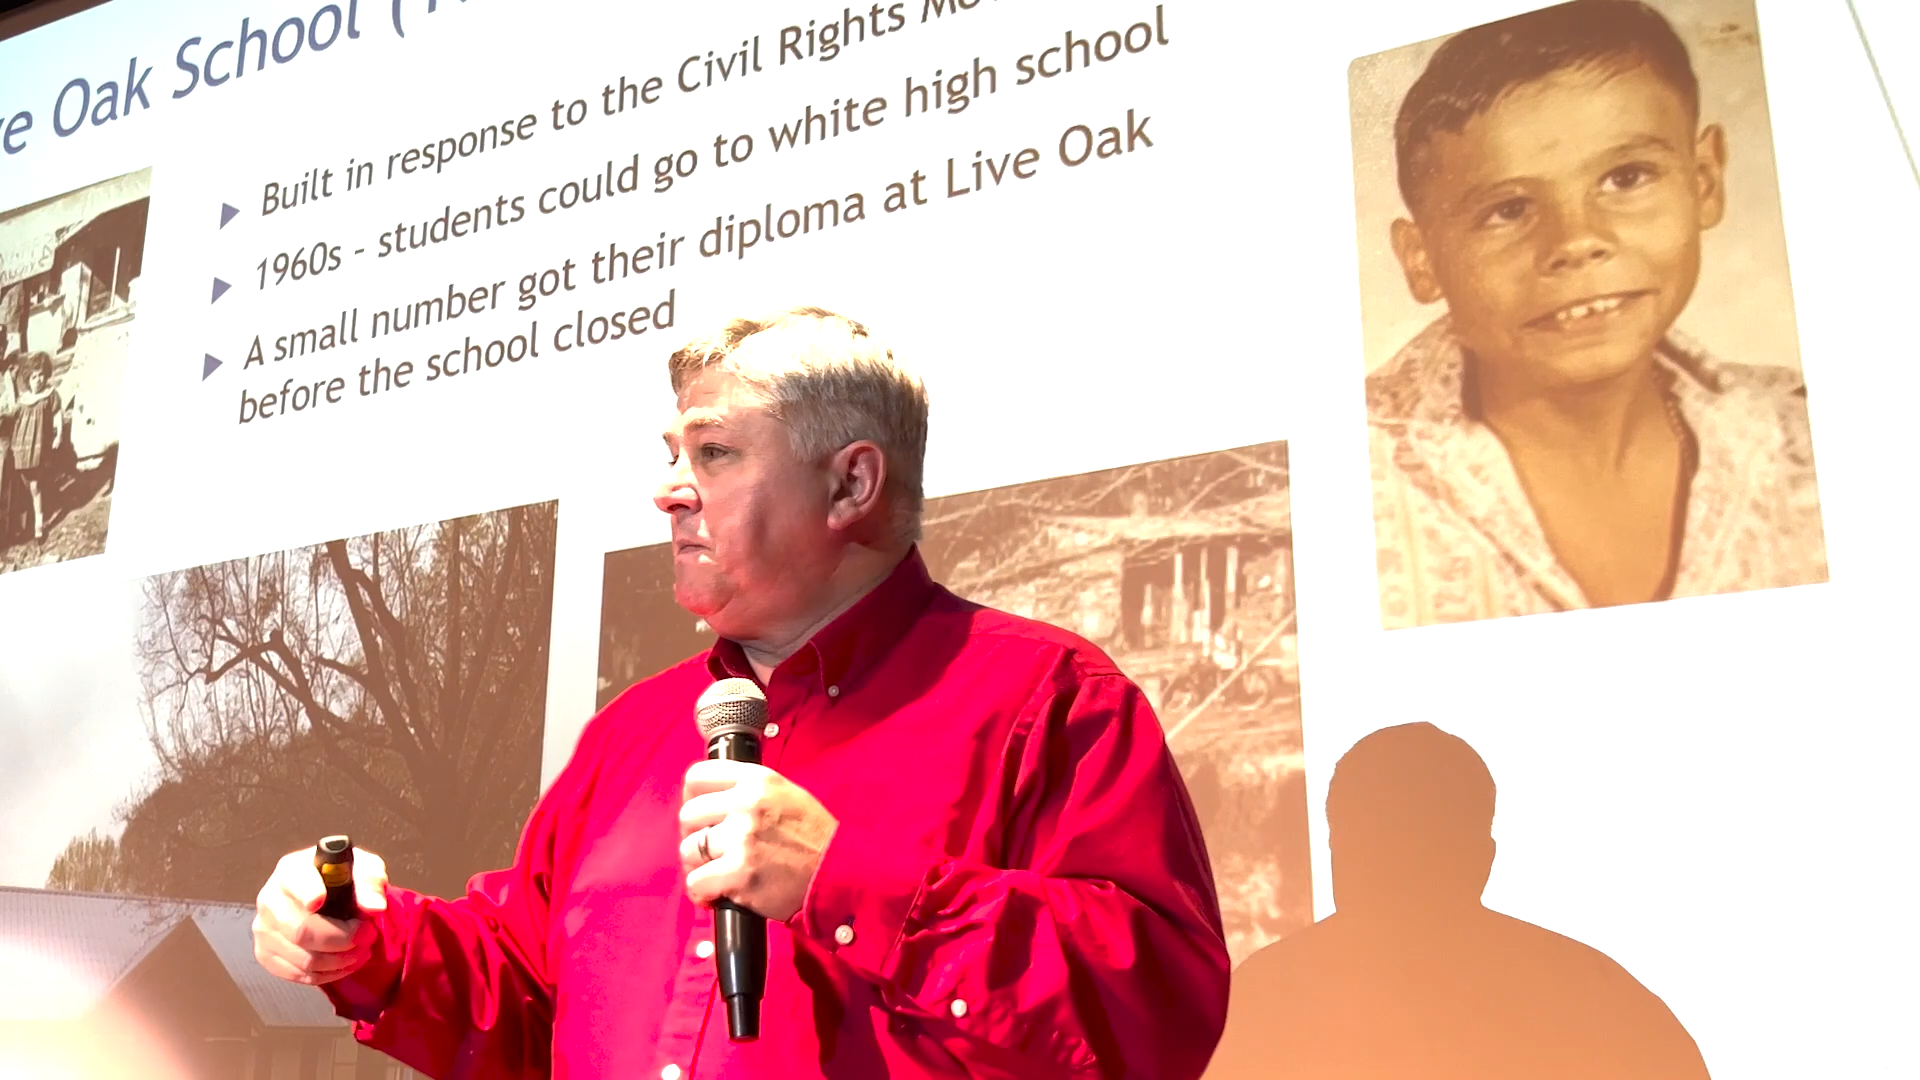 Oak School (
Built in response to the Civil Rights
1960s - students could go to white high school
A small number got their diploma at Live Oak
before the school closed